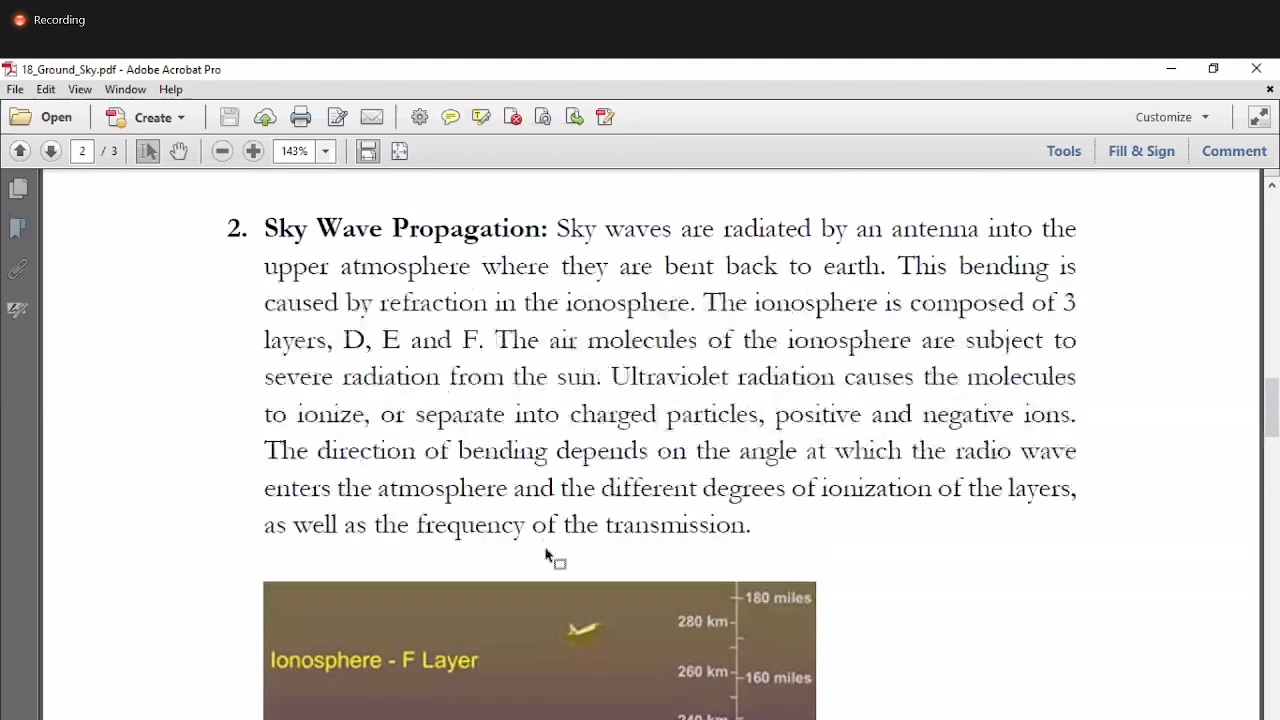 Recording
18_Ground_Sky.pdf - Adobe Acrobat Pro
File Edit View Window Help
Open Create Customize
2 / 3 143% Tools Fill & Sign Comment
2. Sky Wave Propagation: Sky waves are radiated by an antenna into the
upper atmosphere where they are bent back to earth. This bending is
caused by refraction in the ionosphere. The ionosphere is composed of 3
layers, D, E and F. The air molecules of the ionosphere are subject to
severe radiation from the sun. Ultraviolet radiation causes the molecules
to ionize, or separate into charged particles, positive and negative ions.
The direction of bending depends on the angle at which the radio wave
enters the atmosphere and the different degrees of ionization of the layers,
as well as the frequency of the transmission.
180 miles
280 km
Ionosphere - F Layer
260 km
160 miles
240 km